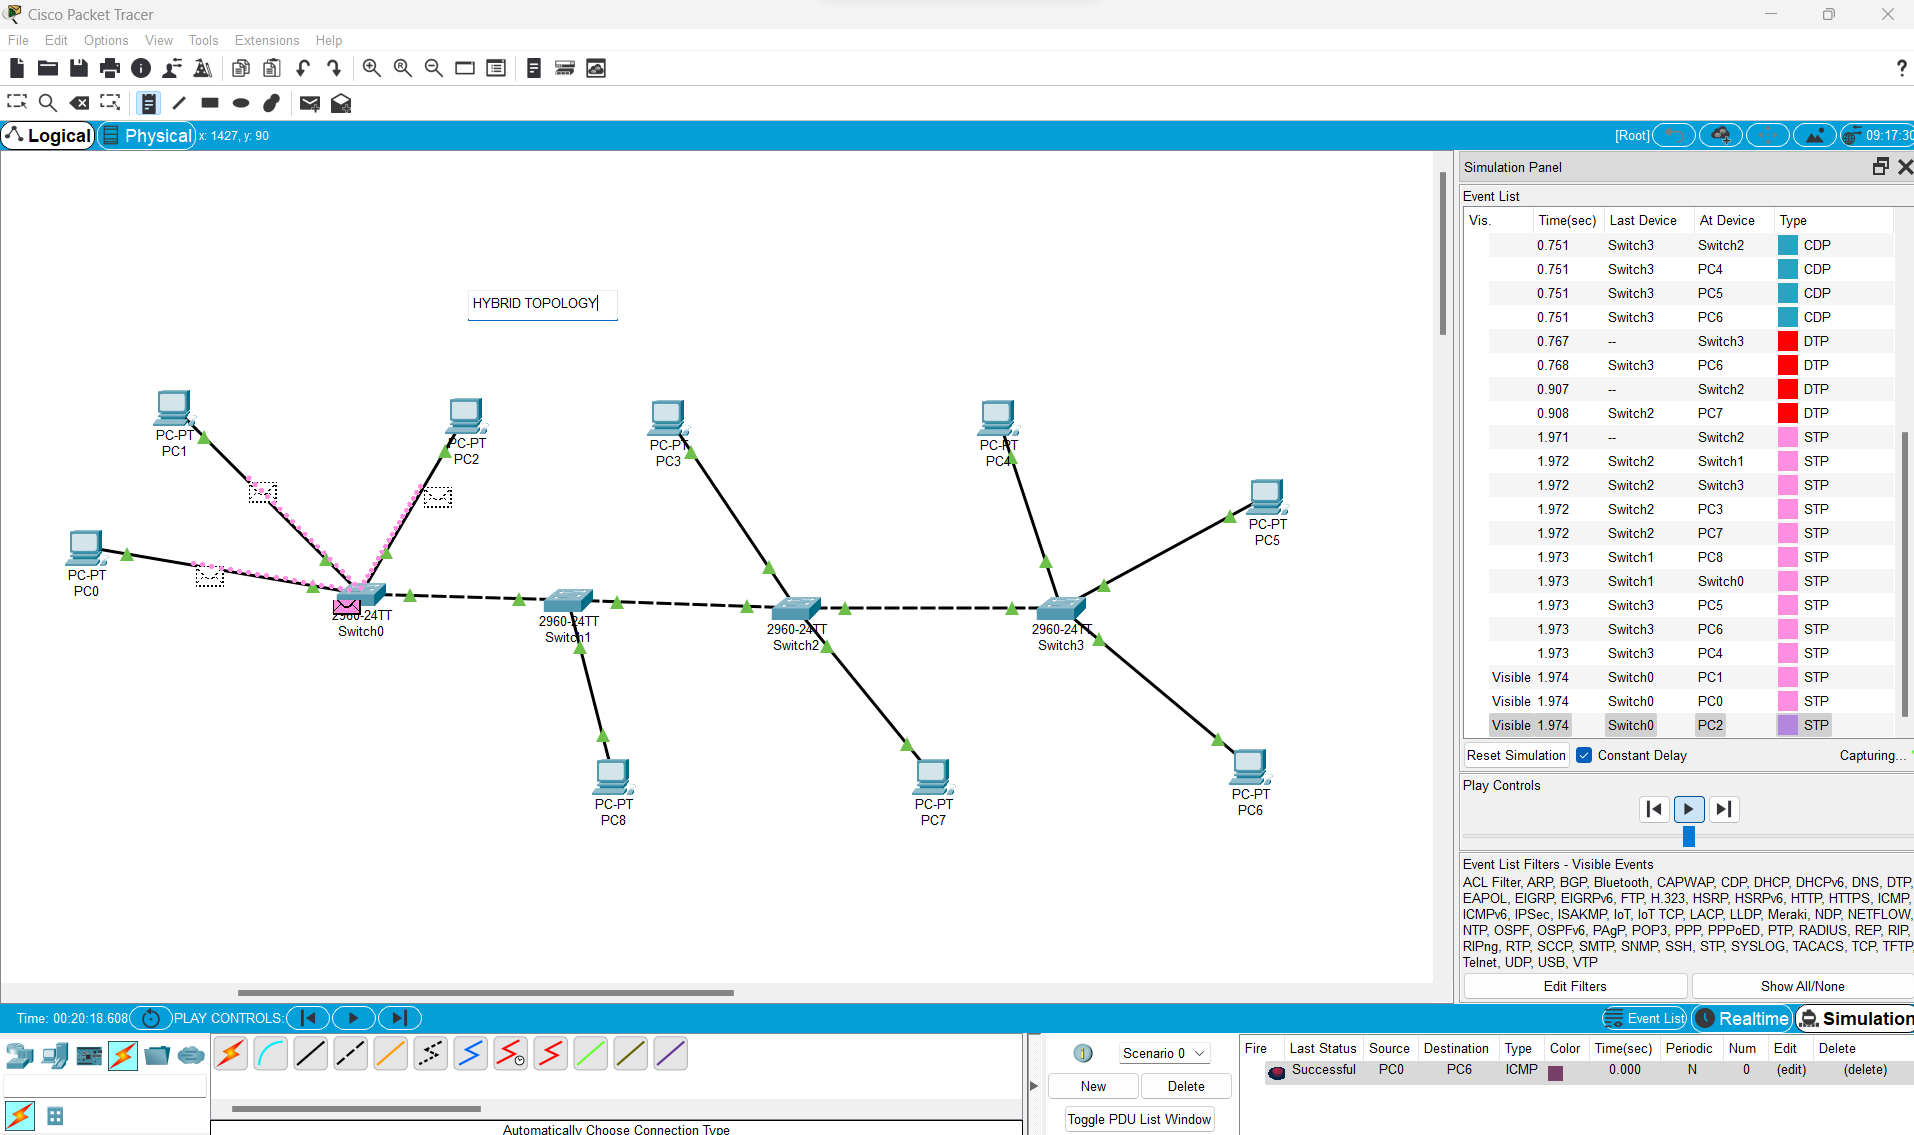 Cisco Packet Tracer
File Edit Options View Tools Extensions Help
Logical Physical x: 1427, y: 90 [Root] 09:17:30
HYBRID TOPOLOGY
PC-PT
PC1
PC-PT
PC2
PC-PT
PC3
PC-PT
PC4
PC-PT
PC5
PC-PT
PC0
2960-24TT
Switch0
2960-24TT
Switch1
2960-24TT
Switch2
2960-24TT
Switch3
PC-PT
PC8
PC-PT
PC7
PC-PT
PC6
Simulation Panel
Event List
Vis. Time(sec) Last Device At Device Type
0.751 Switch3 Switch2 CDP
0.751 Switch3 PC4 CDP
0.751 Switch3 PC5 CDP
0.751 Switch3 PC6 CDP
0.767 -- Switch3 DTP
0.768 Switch3 PC6 DTP
0.907 -- Switch2 DTP
0.908 Switch2 PC7 DTP
1.971 -- Switch2 STP
1.972 Switch2 Switch1 STP
1.972 Switch2 Switch3 STP
1.972 Switch2 PC3 STP
1.972 Switch2 PC7 STP
1.973 Switch1 PC8 STP
1.973 Switch1 Switch0 STP
1.973 Switch3 PC5 STP
1.973 Switch3 PC6 STP
1.973 Switch3 PC4 STP
Visible 1.974 Switch0 PC1 STP
Visible 1.974 Switch0 PC0 STP
Visible 1.974 Switch0 PC2 STP
Reset Simulation Constant Delay Capturing...
Play Controls
Event List Filters - Visible Events
ACL Filter, ARP, BGP, Bluetooth, CAPWAP, CDP, DHCP, DHCPv6, DNS, DTP,
EAPOL, EIGRP, EIGRPv6, FTP, H.323, HSRP, HSRPv6, HTTP, HTTPS, ICMP,
ICMPv6, IPSec, ISAKMP, IoT, IoT TCP, LACP, LLDP, Meraki, NDP, NETFLOW,
NTP, OSPF, OSPFv6, PAgP, POP3, PPP, PPPoED, PTP, RADIUS, REP, RIP,
RIPng, RTP, SCCP, SMTP, SNMP, SSH, STP, SYSLOG, TACACS, TCP, TFTP,
Telnet, UDP, USB, VTP
Edit Filters Show All/None
Time: 00:20:18.608 PLAY CONTROLS: Event List Realtime Simulation
Scenario 0
New Delete
Toggle PDU List Window
Fire Last Status Source Destination Type Color Time(sec) Periodic Num Edit Delete
Successful PC0 PC6 ICMP 0.000 N 0 (edit) (delete)
Automatically Choose Connection Type